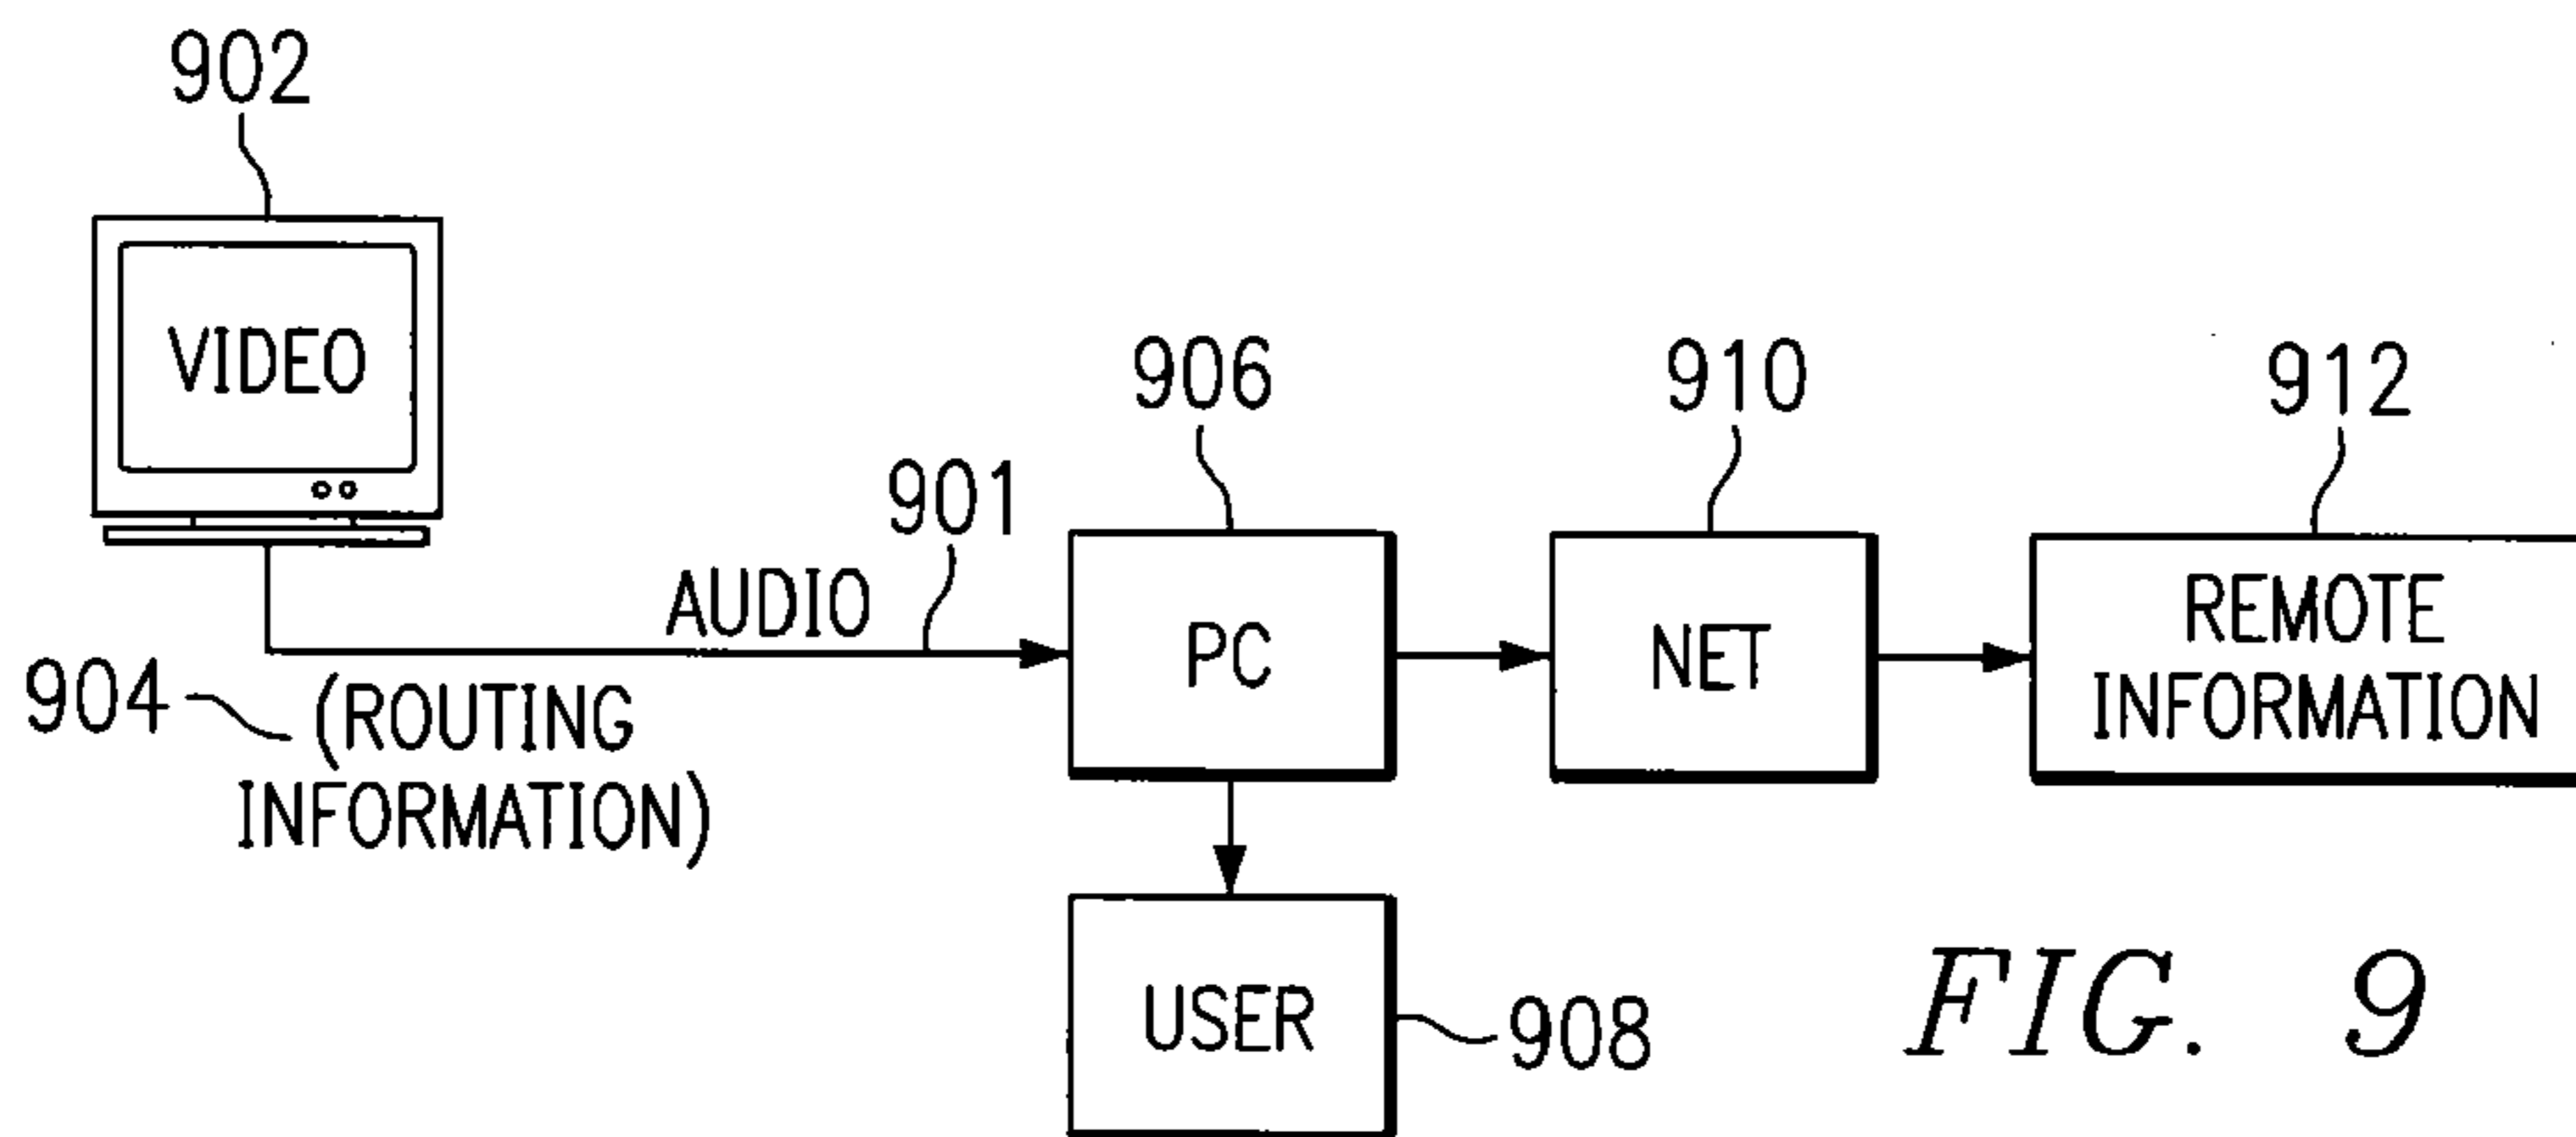 902
VIDEO
906
910
912
901
AUDIO
PC
NET
REMOTE
INFORMATION
904
(ROUTING
INFORMATION)
USER
908
FIG. 9